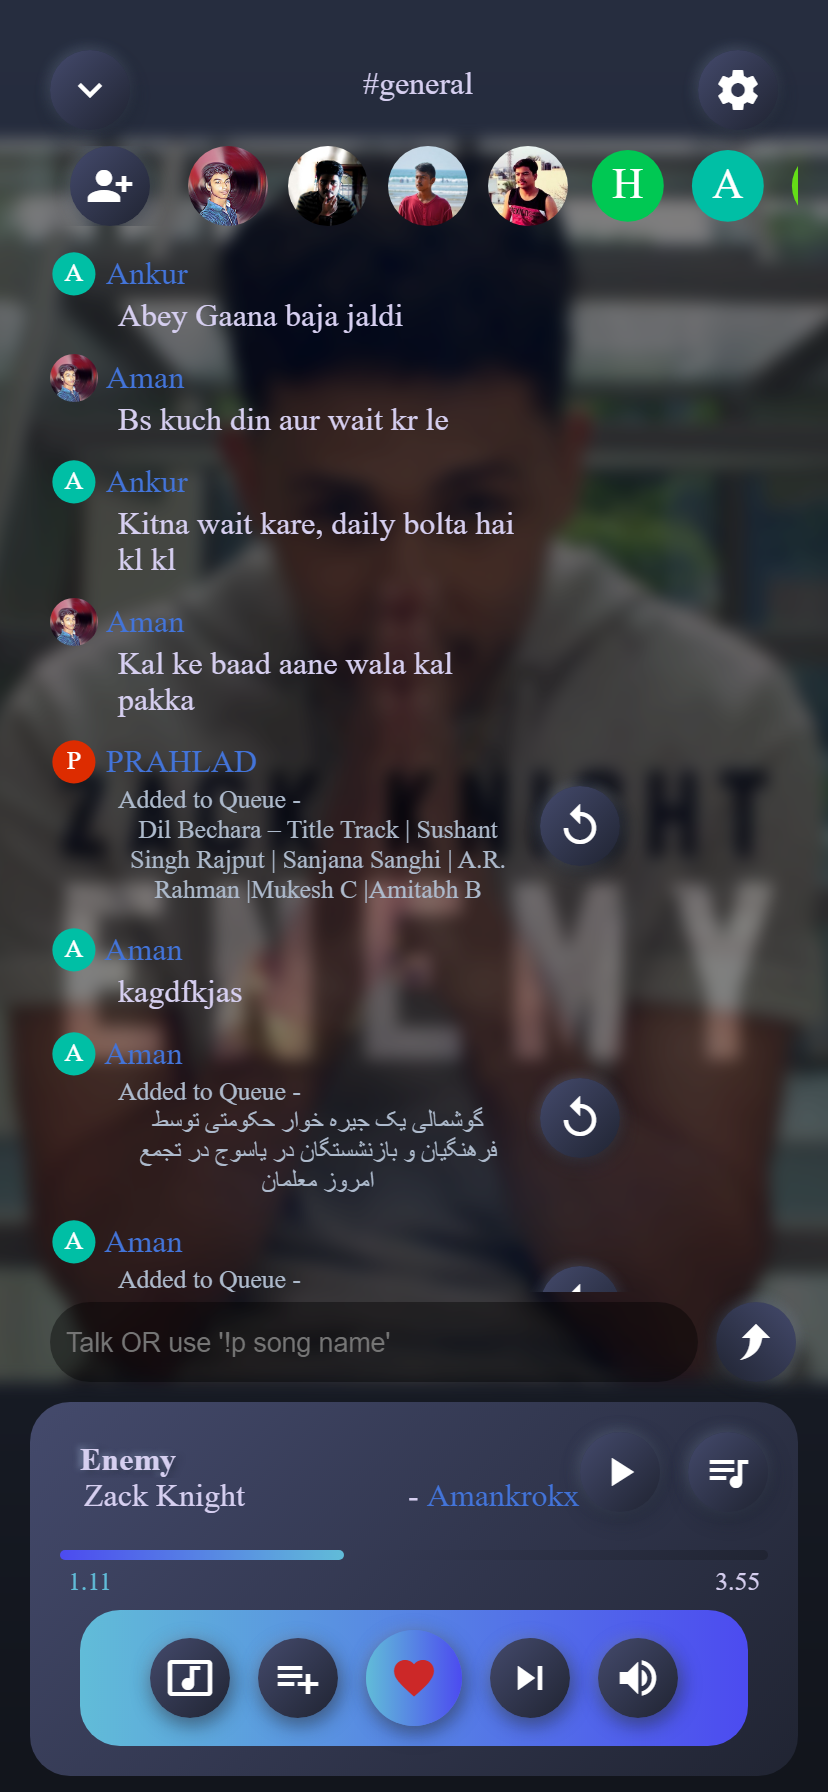 #general
H
A
A
Ankur
Abey Gaana baja jaldi
Aman
Bs kuch din aur wait kr le
A
Ankur
Kitna wait kare, daily bolta hai
kl kl
Aman
Kal ke baad aane wala kal
pakka
P
PRAHLAD
Added to Queue -
Dil Bechara – Title Track | Sushant
Singh Rajput | Sanjana Sanghi | A.R.
Rahman |Mukesh C |Amitabh B
ZACK KNIGHT
ENEMY
A
Aman
kagdfkjas
A
Aman
Added to Queue -
گوشمالی یک جیره خوار حکومتی توسط
فرهنگیان و بازنشستگان در یاسوج در تجمع
امروز معلمان
A
Aman
Added to Queue -
Talk OR use '!p song name'
Enemy
Zack Knight
- Amankrokx
1.11
3.55